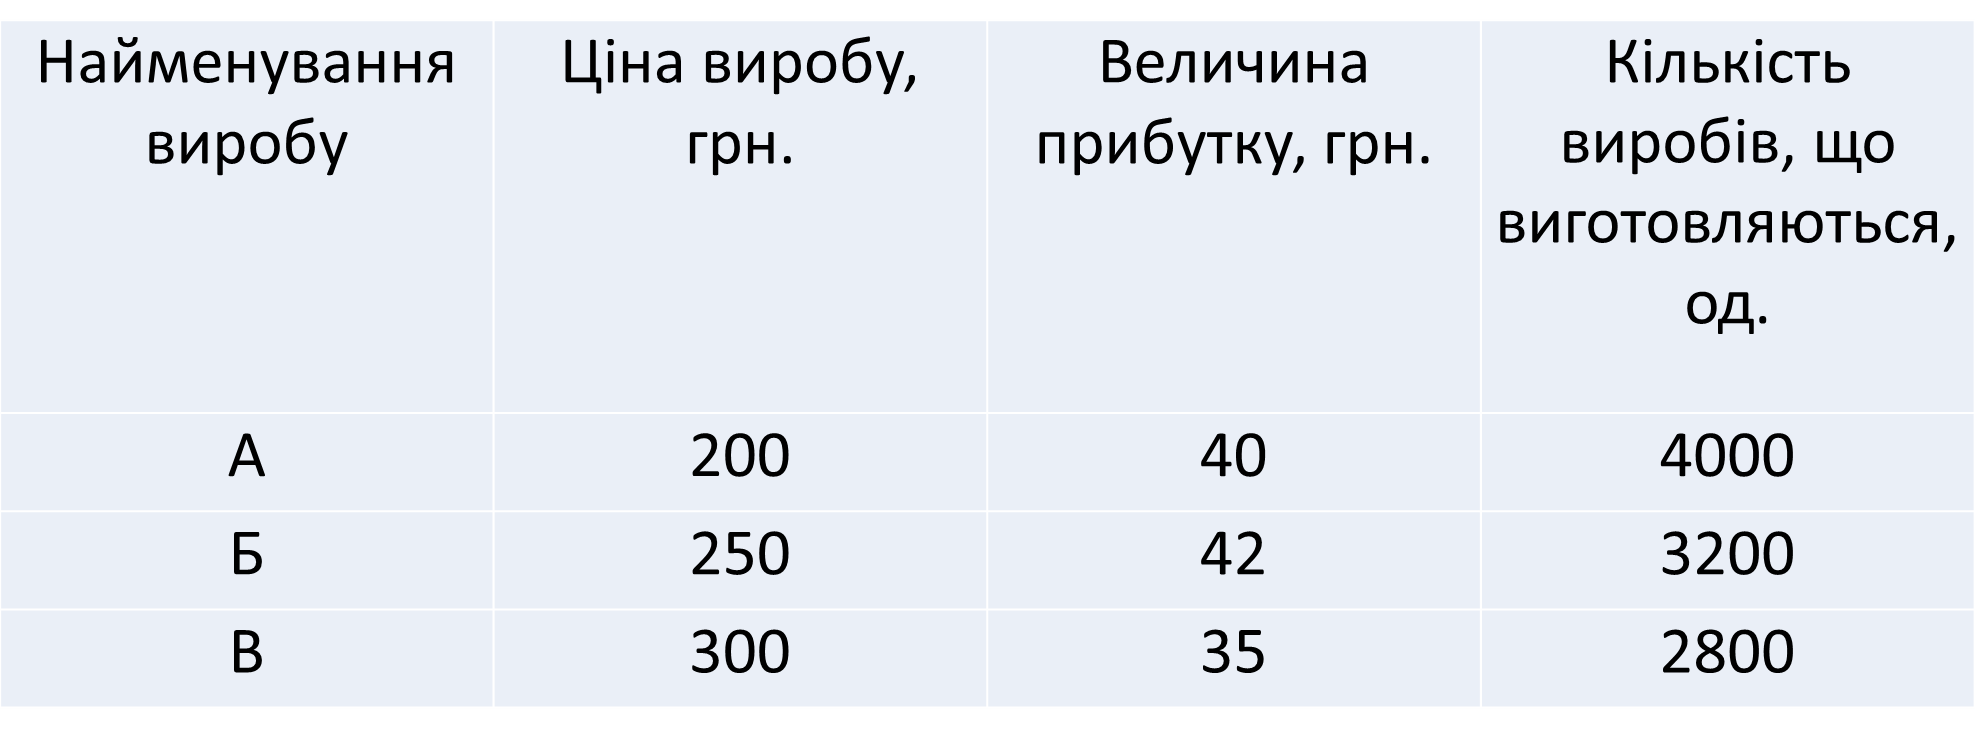 Найменування
виробу
Ціна виробу,
грн.
Величина
прибутку, грн.
Кількість
виробів, що
виготовляються,
од.
А 200 40 4000
Б 250 42 3200
В 300 35 2800